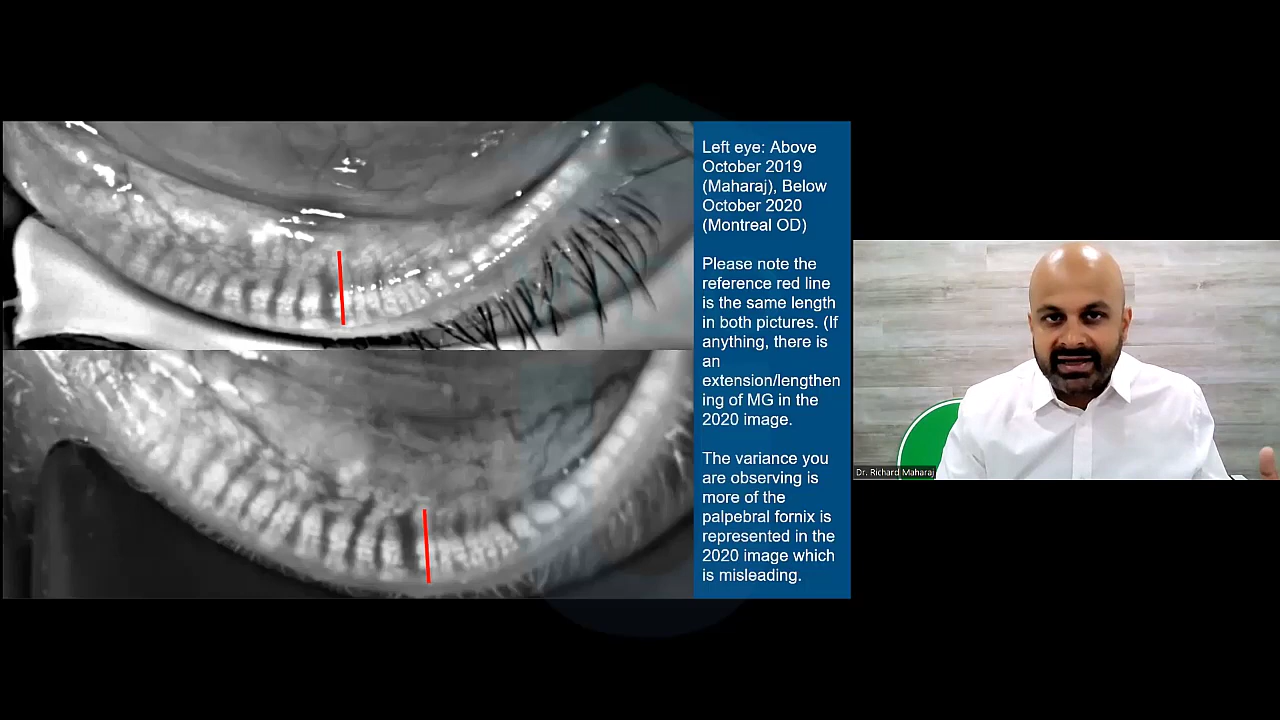 Left eye: Above
October 2019
(Maharaj), Below
October 2020
(Montreal OD)
Please note the
reference red line
is the same length
in both pictures. (If
anything, there is
an
extension/lengthen
ing of MG in the
2020 image.
The variance you
are observing is
more of the
palpebral fornix is
represented in the
2020 image which
is misleading.
Dr. Richard Maharaj